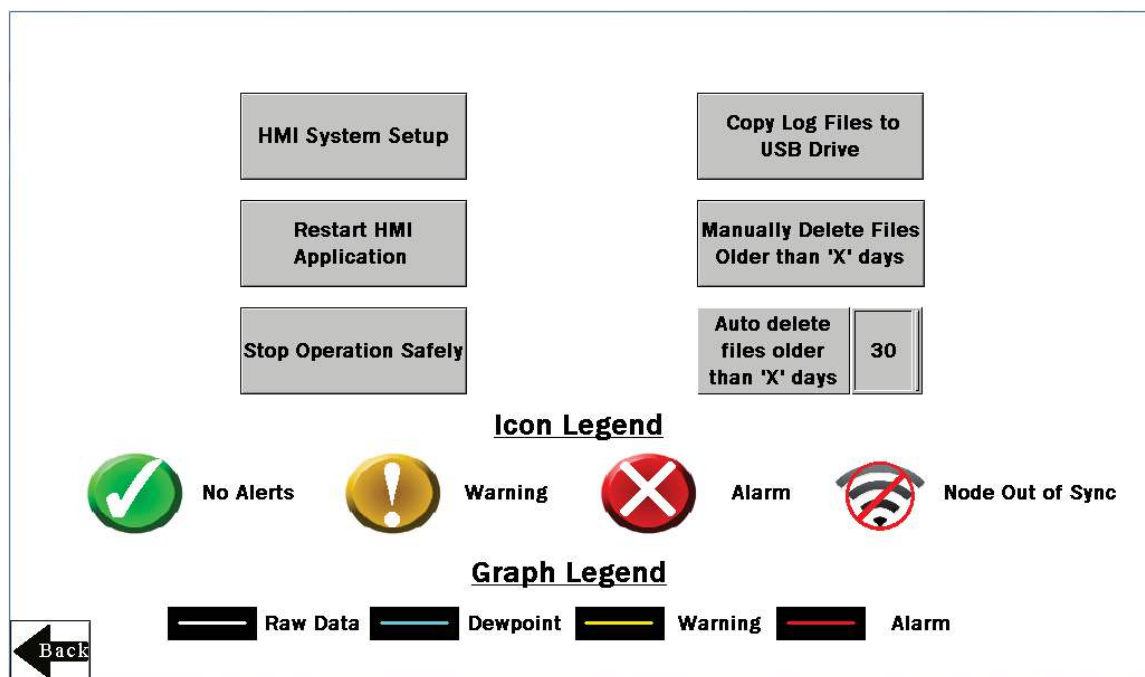 HMI System Setup
Copy Log Files to
USB Drive
Restart HMI
Application
Manually Delete Files
Older than 'X' days
Stop Operation Safely
Auto delete
files older
than 'X' days
30
Icon Legend
No Alerts
Warning
Alarm
Node Out of Sync
Graph Legend
Raw Data
Dewpoint
Warning
Alarm
Back